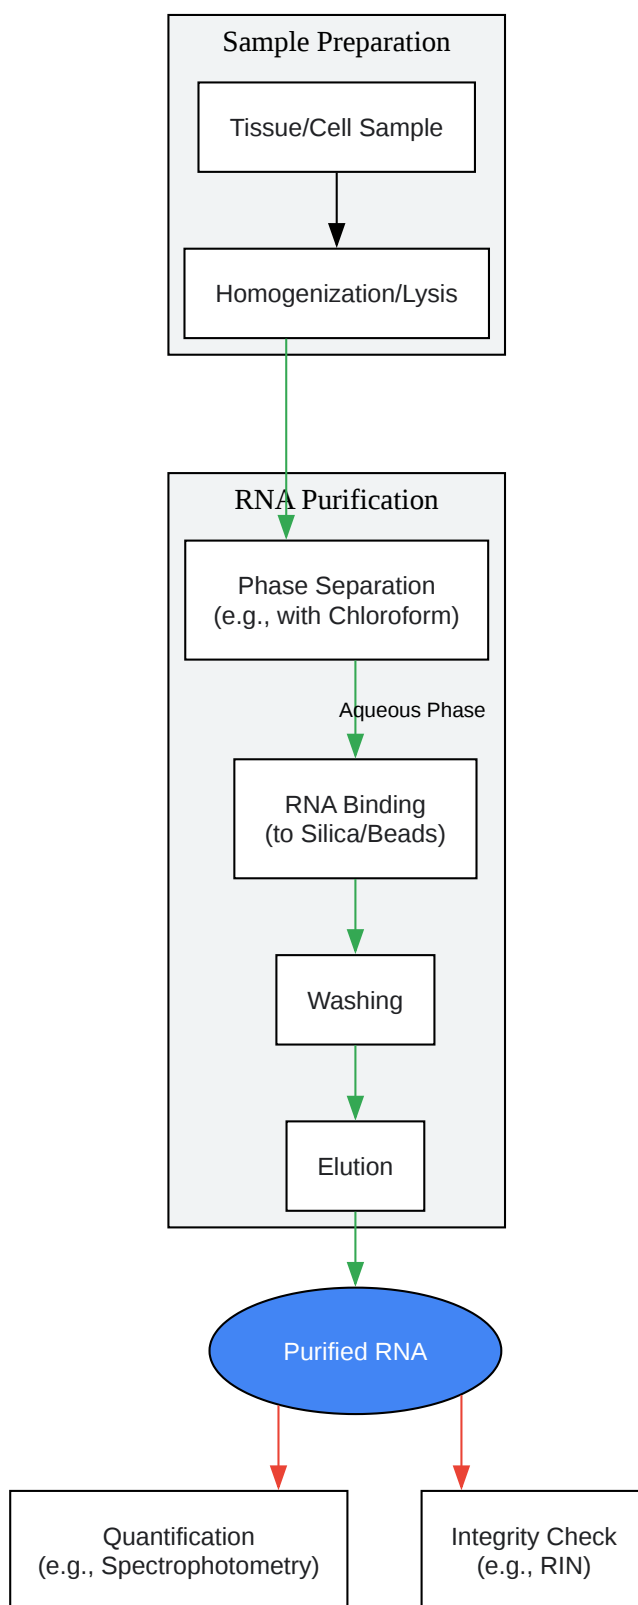 Sample Preparation
Tissue/Cell Sample
Homogenization/Lysis
RNA Purification
Phase Separation
(e.g., with Chloroform)
Aqueous Phase
RNA Binding
(to Silica/Beads)
Washing
Elution
Purified RNA
Quantification
(e.g., Spectrophotometry)
Integrity Check
(e.g., RIN)